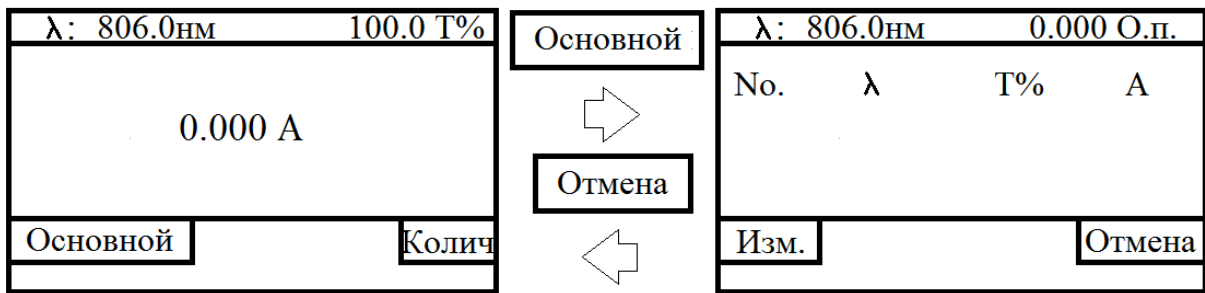 λ: 806.0нм 100.0 T%
0.000 A
Основной Колич
Основной
Отмена
λ: 806.0нм 0.000 О.п.
No. λ T% A
Изм. Отмена